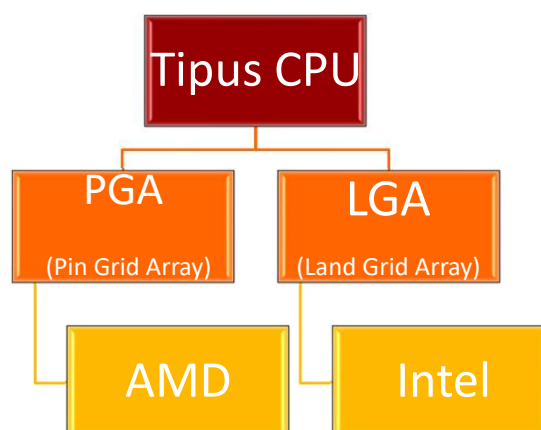 Tipus CPU
PGA
(Pin Grid Array)
LGA
(Land Grid Array)
AMD
Intel